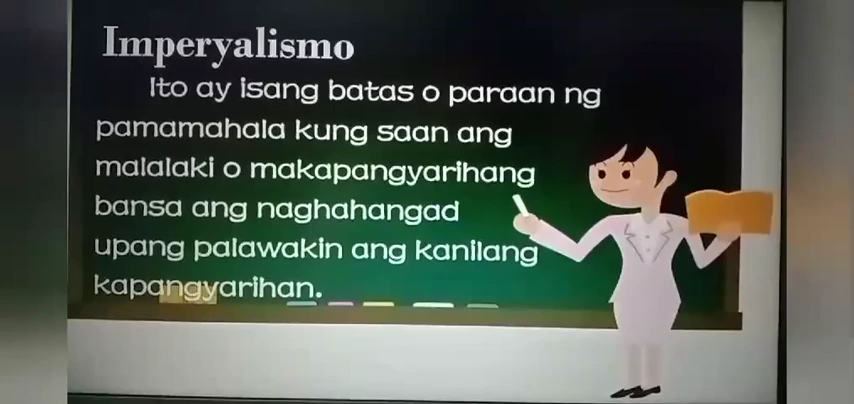 Imperyalismo
Ito ay isang batas o paraan ng
pamamahala kung saan ang
malalaki o makapangyarihang
bansa ang naghahangad
upang palawakin ang kanilang
kapangyarihan.